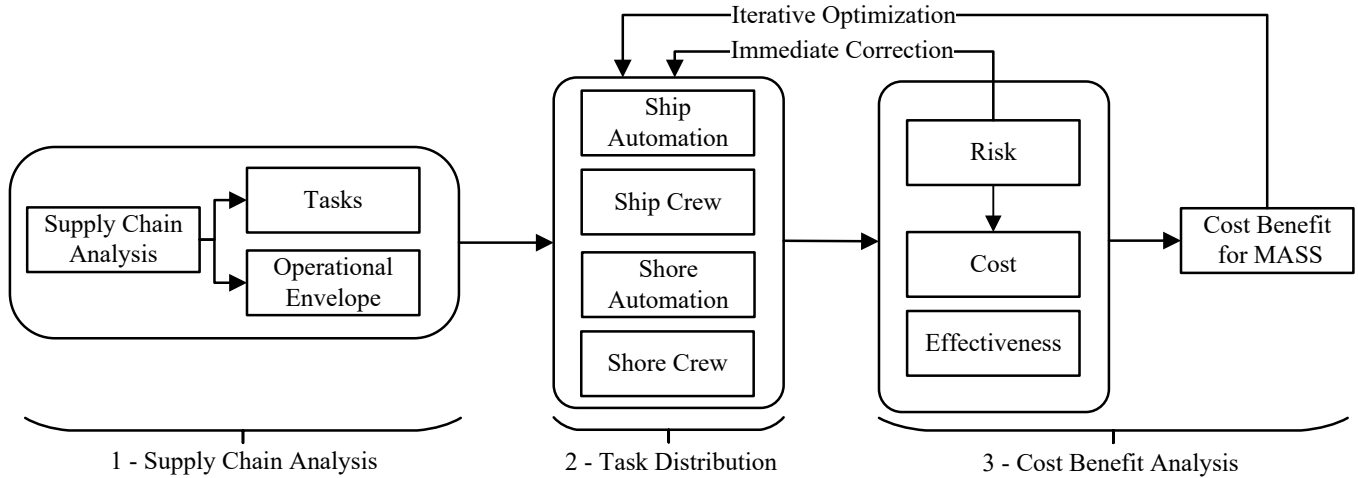 Iterative Optimization
Immediate Correction
Supply Chain
Analysis
Tasks
Operational
Envelope
Ship
Automation
Ship Crew
Shore
Automation
Shore Crew
Risk
Cost
Effectiveness
Cost Benefit
for MASS
1 - Supply Chain Analysis
2 - Task Distribution
3 - Cost Benefit Analysis